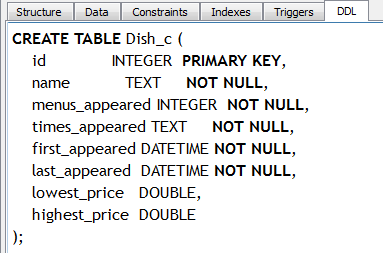 Structure Data Constraints Indexes Triggers DDL
CREATE TABLE Dish_c (
id INTEGER PRIMARY KEY,
name TEXT NOT NULL,
menus_appeared INTEGER NOT NULL,
times_appeared TEXT NOT NULL,
first_appeared DATETIME NOT NULL,
last_appeared DATETIME NOT NULL,
lowest_price DOUBLE,
highest_price DOUBLE
);